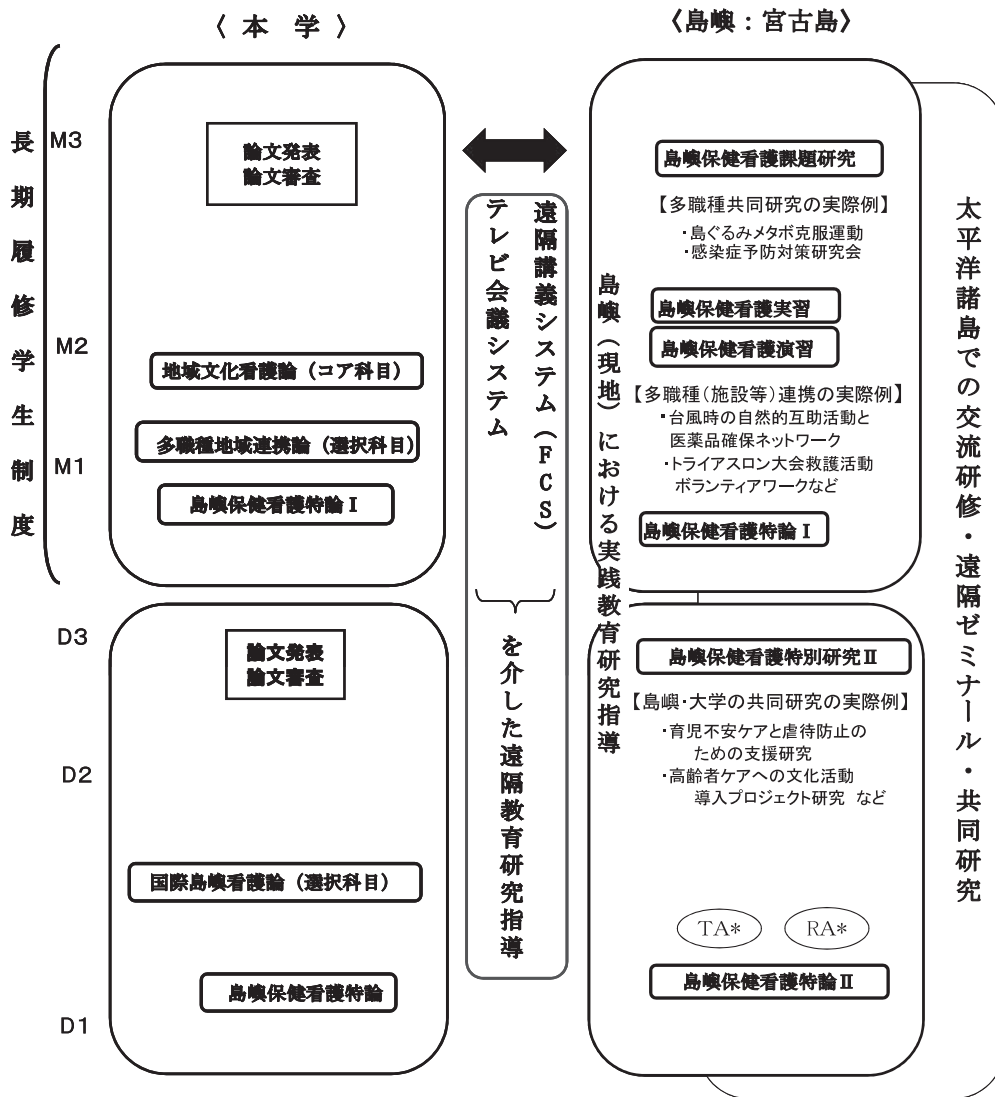 〈 本 学 〉
〈島嶼：宮古島〉
長期履修学生制度
M3
M2
M1
論文発表
論文審査
地域文化看護論（コア科目）
多職種地域連携論（選択科目）
島嶼保健看護特論Ⅰ
D3
D2
D1
論文発表
論文審査
国際島嶼看護論（選択科目）
島嶼保健看護特論
遠隔講義システム（FCS）
テレビ会議システム
を介した遠隔教育研究指導
島嶼（現地）における実践教育研究指導
島嶼保健看護課題研究
【多職種共同研究の実際例】
・島ぐるみメタボ克服運動
・感染症予防対策研究会
島嶼保健看護実習
島嶼保健看護演習
【多職種（施設等）連携の実際例】
・台風時の自然的互助活動と
医薬品確保ネットワーク
・トライアスロン大会救護活動
ボランティアワークなど
島嶼保健看護特論Ⅰ
島嶼保健看護特別研究Ⅱ
【島嶼・大学の共同研究の実際例】
・育児不安ケアと虐待防止の
ための支援研究
・高齢者ケアへの文化活動
導入プロジェクト研究 など
TA*
RA*
島嶼保健看護特論Ⅱ
太平洋諸島での交流研修・遠隔ゼミナール・共同研究